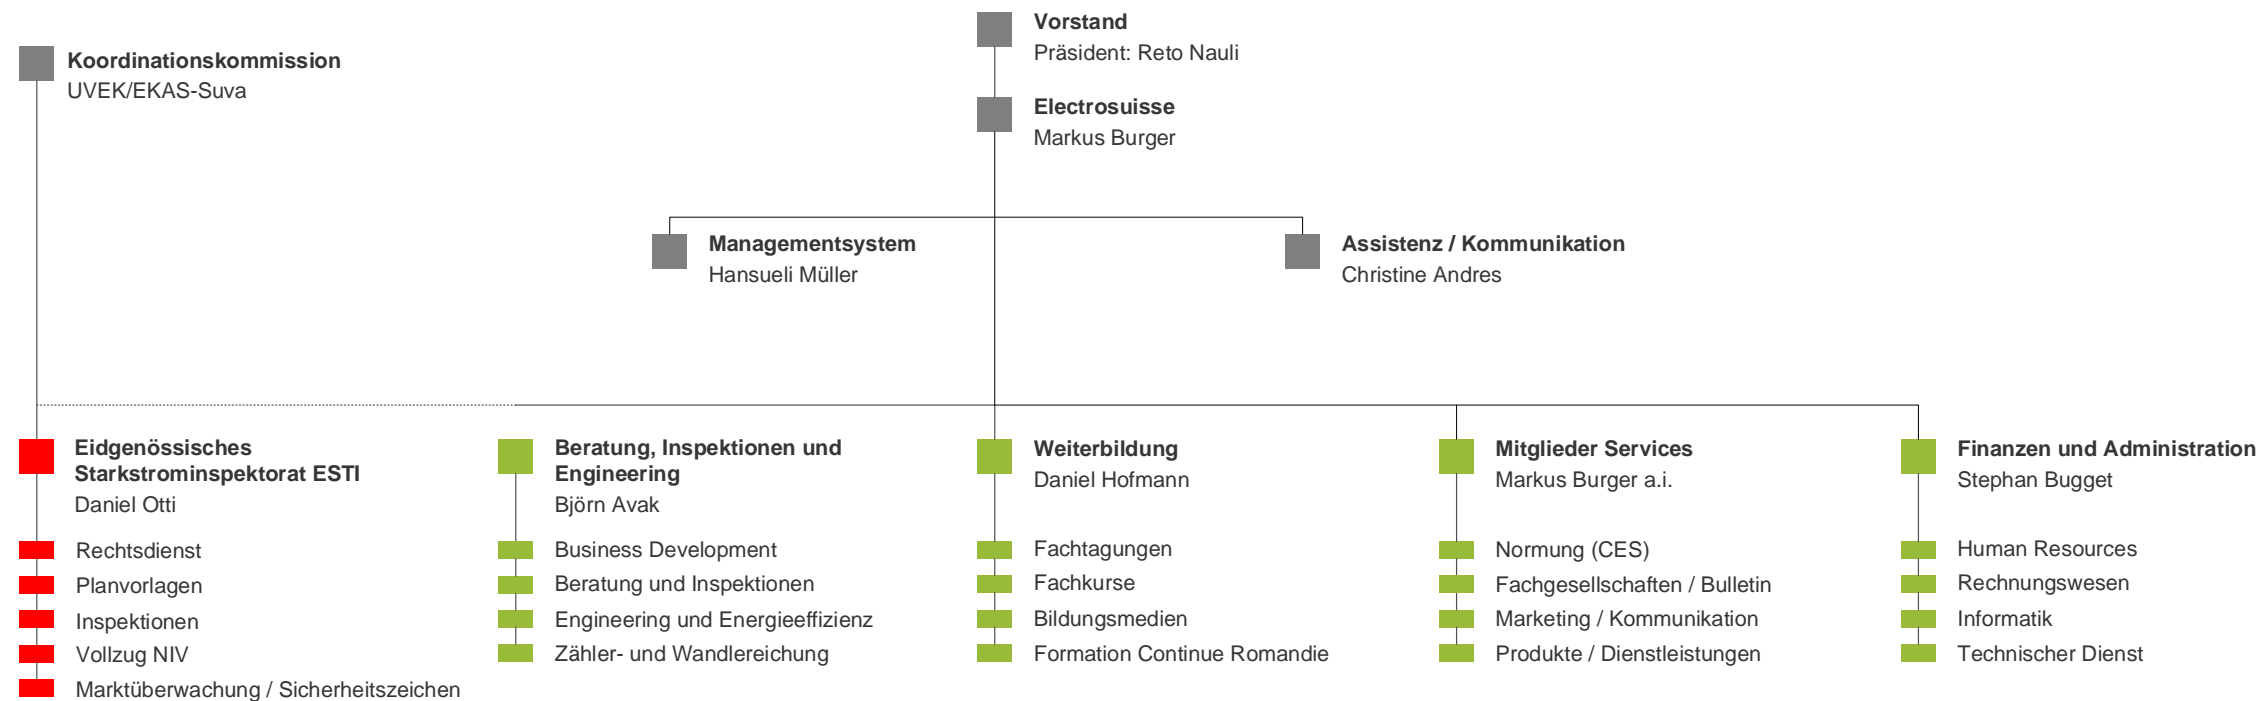 Vorstand
Präsident: Reto Nauli
Koordinationskommission
UVEK/EKAS-Suva
Electrosuisse
Markus Burger
Managementsystem
Hansueli Müller
Assistenz / Kommunikation
Christine Andres
Eidgenössisches
Starkstrominspektorat ESTI
Daniel Otti
Rechtsdienst
Planvorlagen
Inspektionen
Vollzug NIV
Marktüberwachung / Sicherheitszeichen
Beratung, Inspektionen und
Engineering
Björn Avak
Business Development
Beratung und Inspektionen
Engineering und Energieeffizienz
Zähler- und Wandlereichung
Weiterbildung
Daniel Hofmann
Fachtagungen
Fachkurse
Bildungsmedien
Formation Continue Romandie
Mitglieder Services
Markus Burger a.i.
Normung (CES)
Fachgesellschaften / Bulletin
Marketing / Kommunikation
Produkte / Dienstleistungen
Finanzen und Administration
Stephan Bugget
Human Resources
Rechnungswesen
Informatik
Technischer Dienst